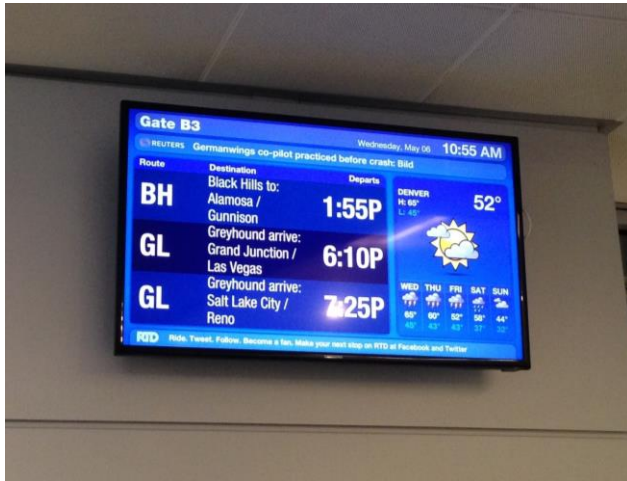 Gate B3
REUTERS Germanwings co-pilot practiced before crash: Bild
Wednesday, May 06 10:55 AM
Route Destination Departs
BH
Black Hills to:
Alamosa /
Gunnison
1:55P
GL
Greyhound arrive:
Grand Junction /
Las Vegas
6:10P
GL
Greyhound arrive:
Salt Lake City /
Reno
7:25P
DENVER
H: 65°
L: 45°
52°
WED THU FRI SAT SUN
65° 60° 52° 58° 44°
45° 43° 43° 37° 32°
RTD Ride. Tweet. Follow. Become a fan. Make your next stop on RTD at Facebook and Twitter